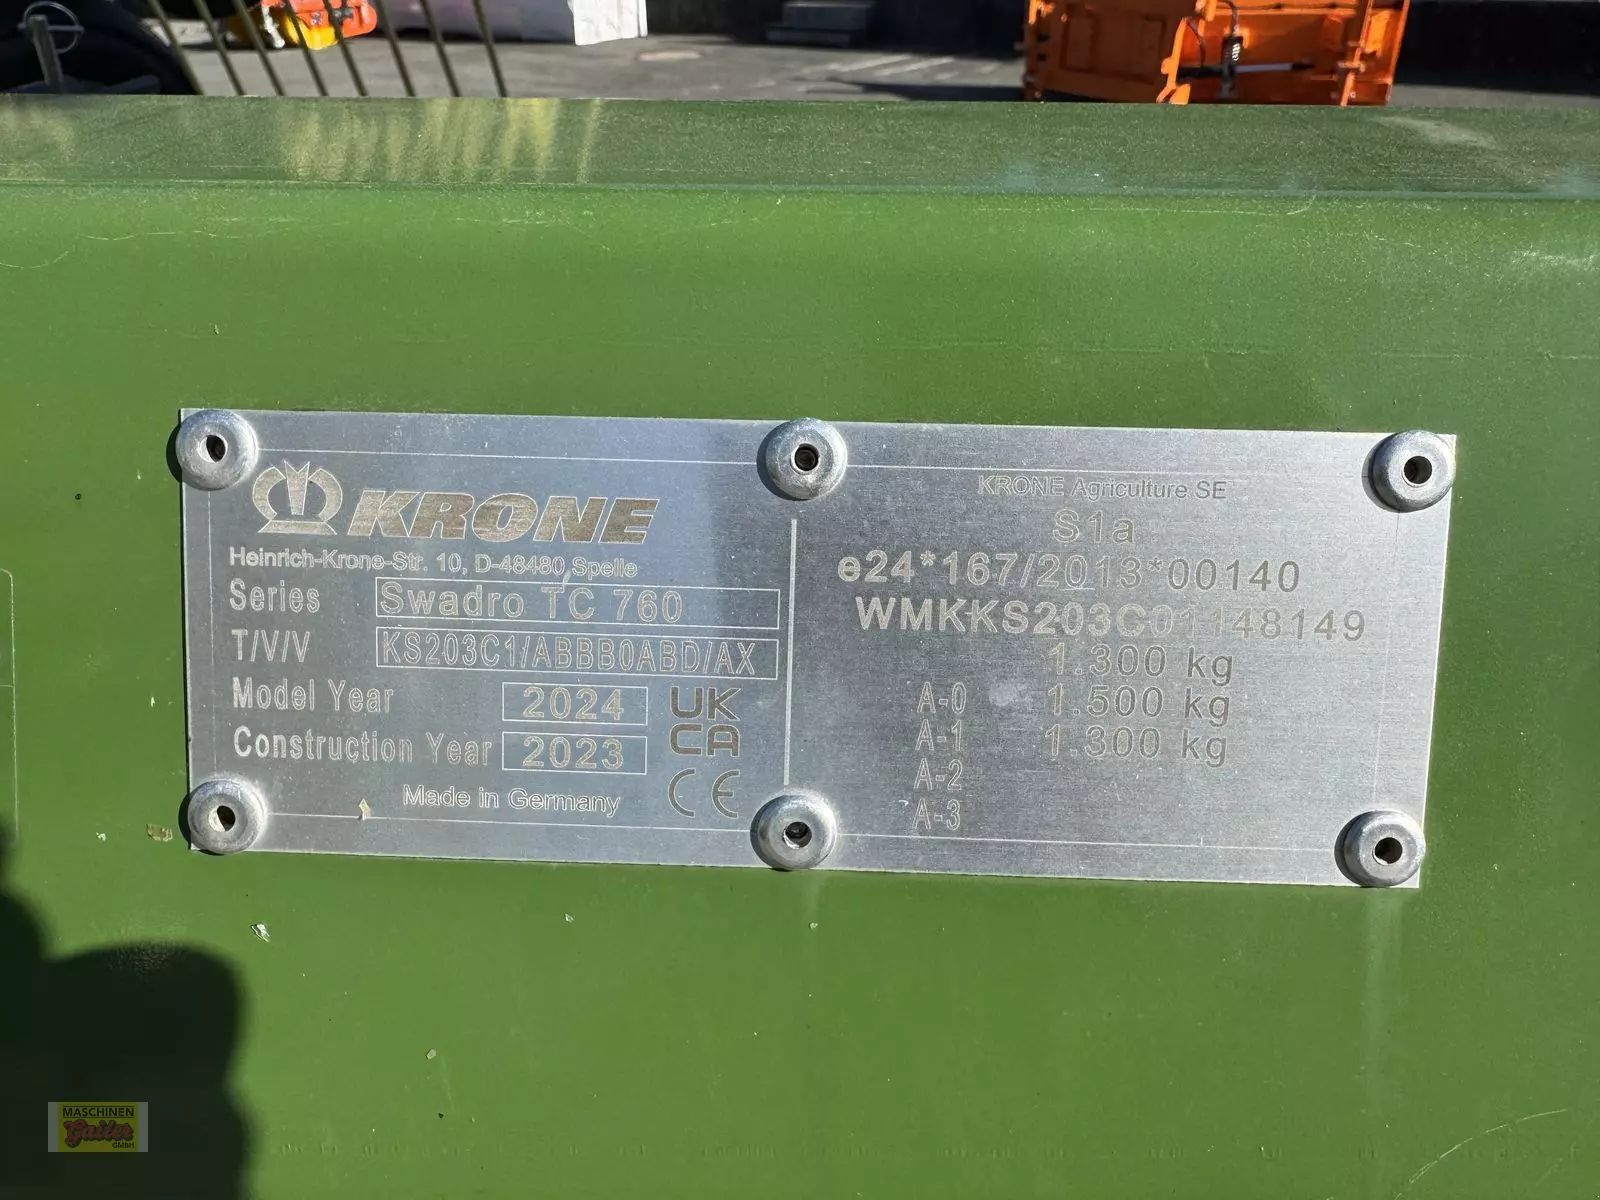 KRONE
Heinrich-Krone-Str. 10, D-48480 Spelle
Series Swadro TC 760
T/V/V KS203C1/ABBB0ABD/AX
Model Year 2024
Construction Year 2023
UK
CA
CE
Made in Germany
KRONE Agriculture SE
S1a
e24*167/2013*00140
WMKKS203C01148149
1.300 kg
A-0 1.500 kg
A-1 1.300 kg
A-2
A-3
MASCHINEN
Gailer
GMBH